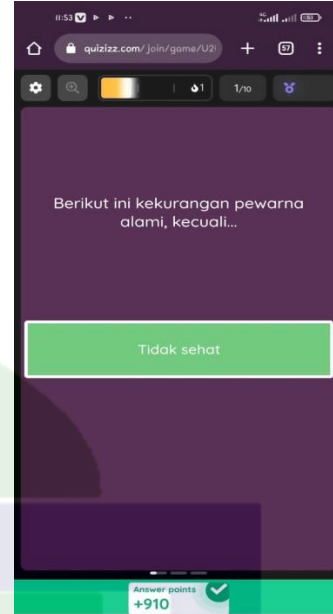 11:53
quizizz.com/join/game/U2
57
1
1/10
Berikut ini kekurangan pewarna
alami, kecuali...
Tidak sehat
Answer points
+910